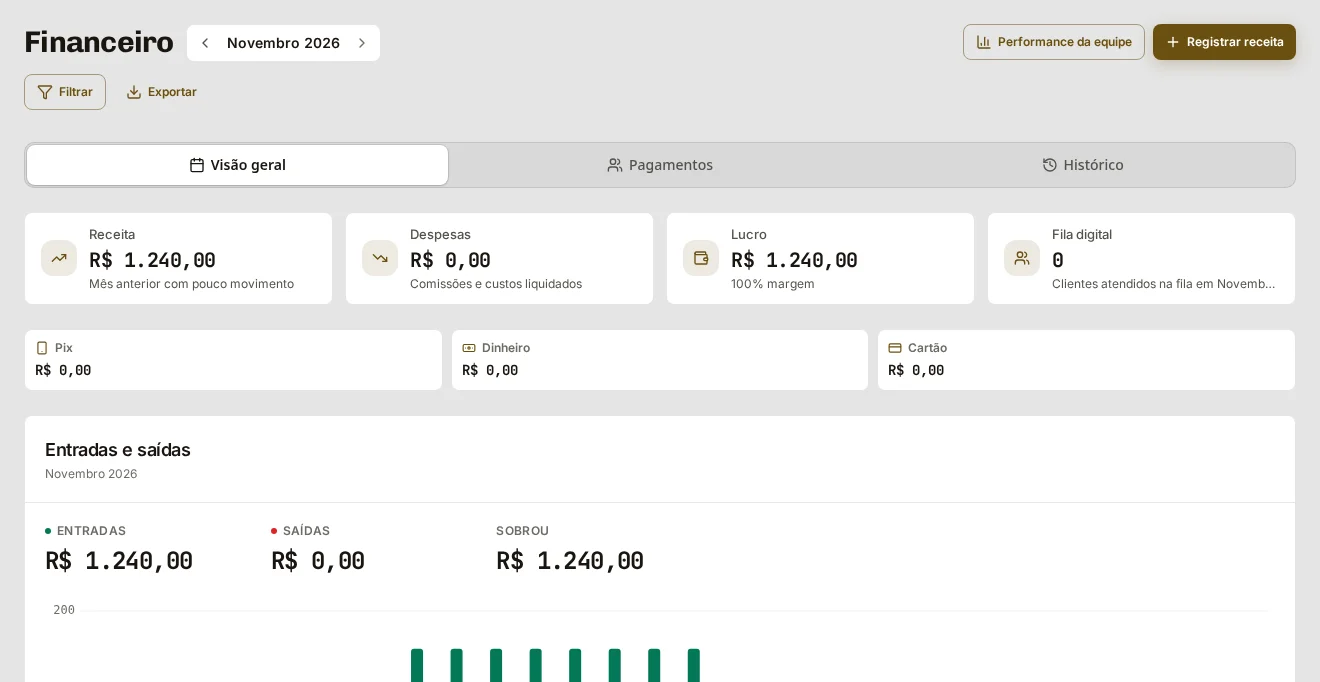 Financeiro
Novembro 2026
Performance da equipe
Registrar receita
Filtrar
Exportar
Visão geral
Pagamentos
Histórico
Receita
R$ 1.240,00
Mês anterior com pouco movimento
Despesas
R$ 0,00
Comissões e custos liquidados
Lucro
R$ 1.240,00
100% margem
Fila digital
0
Clientes atendidos na fila em Novemb...
Pix
R$ 0,00
Dinheiro
R$ 0,00
Cartão
R$ 0,00
Entradas e saídas
Novembro 2026
ENTRADAS
R$ 1.240,00
SAÍDAS
R$ 0,00
SOBROU
R$ 1.240,00
200